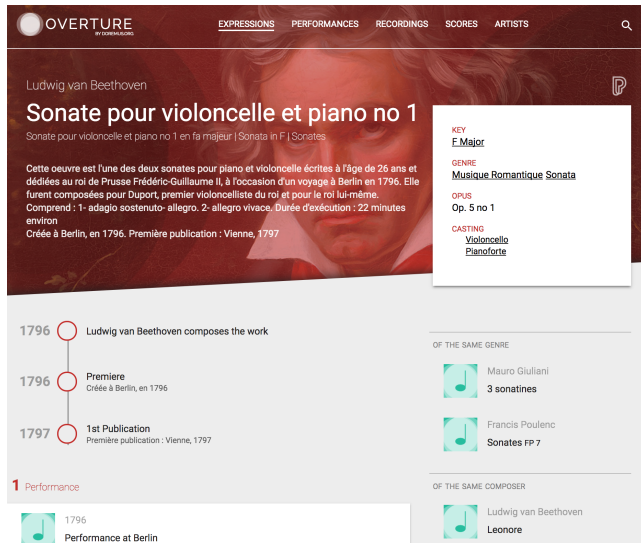 OVERTURE
BY DOREMUS.ORG
EXPRESSIONS PERFORMANCES RECORDINGS SCORES ARTISTS
Ludwig van Beethoven
Sonate pour violoncelle et piano no 1
Sonate pour violoncelle et piano no 1 en fa majeur | Sonata in F | Sonates
Cette oeuvre est l'une des deux sonates pour piano et violoncelle écrites à l'âge de 26 ans et
dédiées au roi de Prusse Frédéric-Guillaume II, à l'occasion d'un voyage à Berlin en 1796. Elle
furent composées pour Duport, premier violoncelliste du roi et pour le roi lui-même.
Comprend : 1- adagio sostenuto- allegro. 2- allegro vivace. Durée d'exécution : 22 minutes
environ
Créée à Berlin, en 1796. Première publication : Vienne, 1797
KEY
F Major
GENRE
Musique Romantique Sonata
OPUS
Op. 5 no 1
CASTING
Violoncello
Pianoforte
1796 Ludwig van Beethoven composes the work
1796 Premiere
Créée à Berlin, en 1796
1797 1st Publication
Première publication : Vienne, 1797
1 Performance
1796
Performance at Berlin
OF THE SAME GENRE
Mauro Giuliani
3 sonatines
Francis Poulenc
Sonates FP 7
OF THE SAME COMPOSER
Ludwig van Beethoven
Leonore